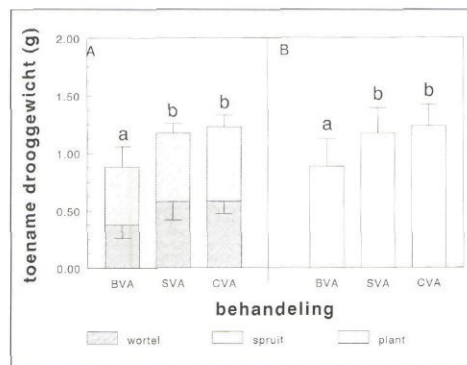 toename drooggewicht (g)
2.00
1.50
1.00
0.50
0.00
A
a
b
b
B
a
b
b
BVA SVA CVA BVA SVA CVA
behandeling
wortel spruit plant